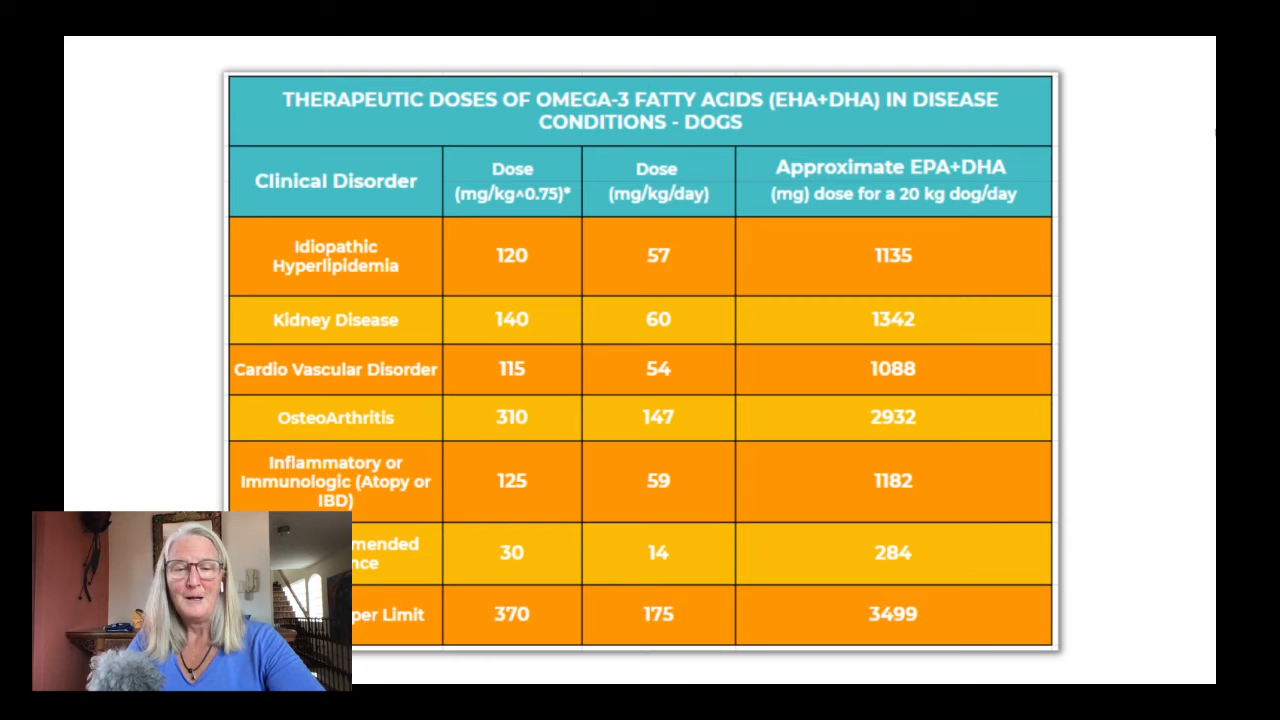 THERAPEUTIC DOSES OF OMEGA-3 FATTY ACIDS (EHA+DHA) IN DISEASE
CONDITIONS - DOGS
Clinical Disorder
Dose
(mg/kg^0.75)*
Dose
(mg/kg/day)
Approximate EPA+DHA
(mg) dose for a 20 kg dog/day
Idiopathic
Hyperlipidemia
120
57
1135
Kidney Disease
140
60
1342
Cardio Vascular Disorder
115
54
1088
OsteoArthritis
310
147
2932
Inflammatory or
Immunologic (Atopy or
IBD)
125
59
1182
30
14
284
Limit
370
175
3499